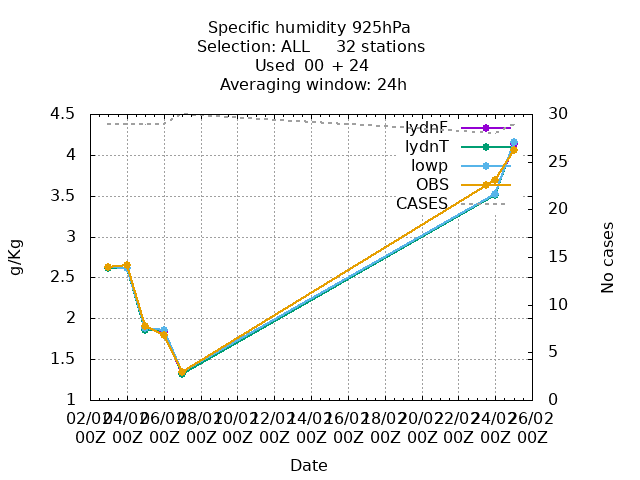 Specific humidity 925hPa
Selection: ALL 32 stations
Used 00 + 24
Averaging window: 24h
4.5
4
3.5
3
2.5
2
1.5
1
g/Kg
30
25
20
15
10
5
0
No cases
lydnF
lydnT
lowp
OBS
CASES
02/02 04/02 06/02 08/02 10/02 12/02 14/02 16/02 18/02 20/02 22/02 24/02 26/02
00Z 00Z 00Z 00Z 00Z 00Z 00Z 00Z 00Z 00Z 00Z 00Z 00Z
Date